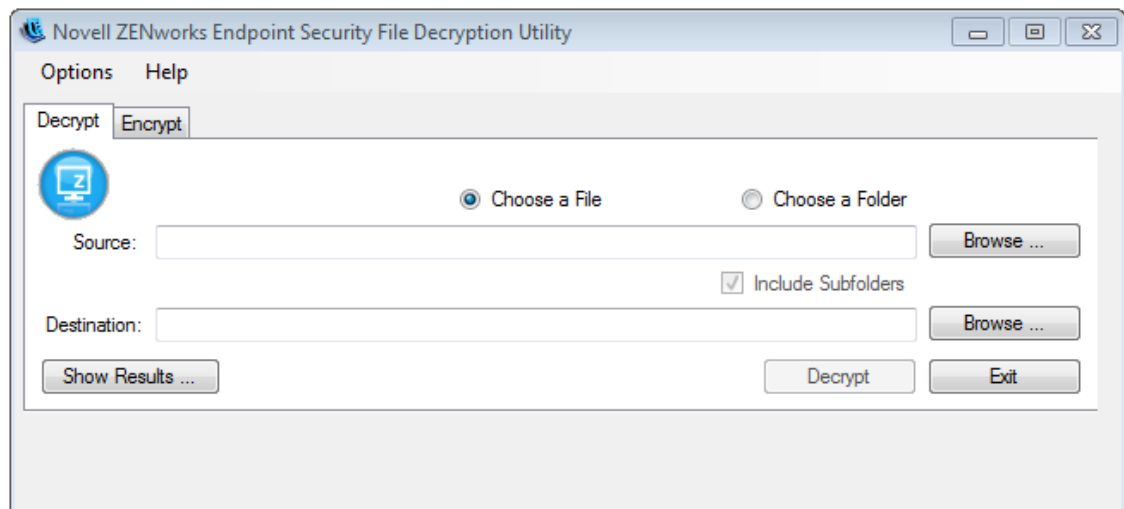 Novell ZENworks Endpoint Security File Decryption Utility
Options Help
Decrypt Encrypt
Z
Choose a File Choose a Folder
Source: Browse ...
Include Subfolders
Destination: Browse ...
Show Results ... Decrypt Exit